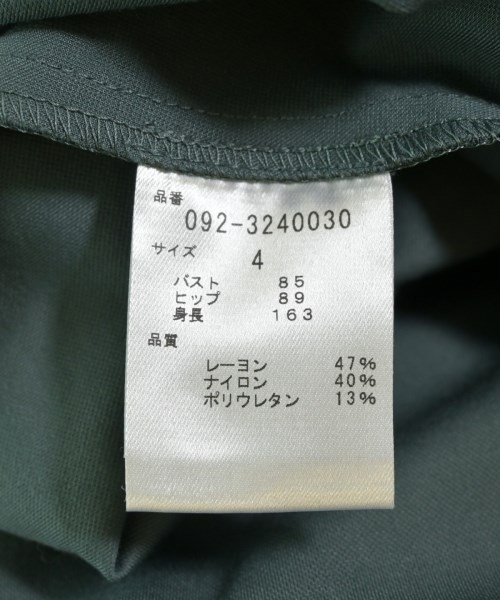 品番
092-3240030
サイズ
4
バスト 85
ヒップ 89
身長 163
品質
レーヨン 47%
ナイロン 40%
ポリウレタン 13%